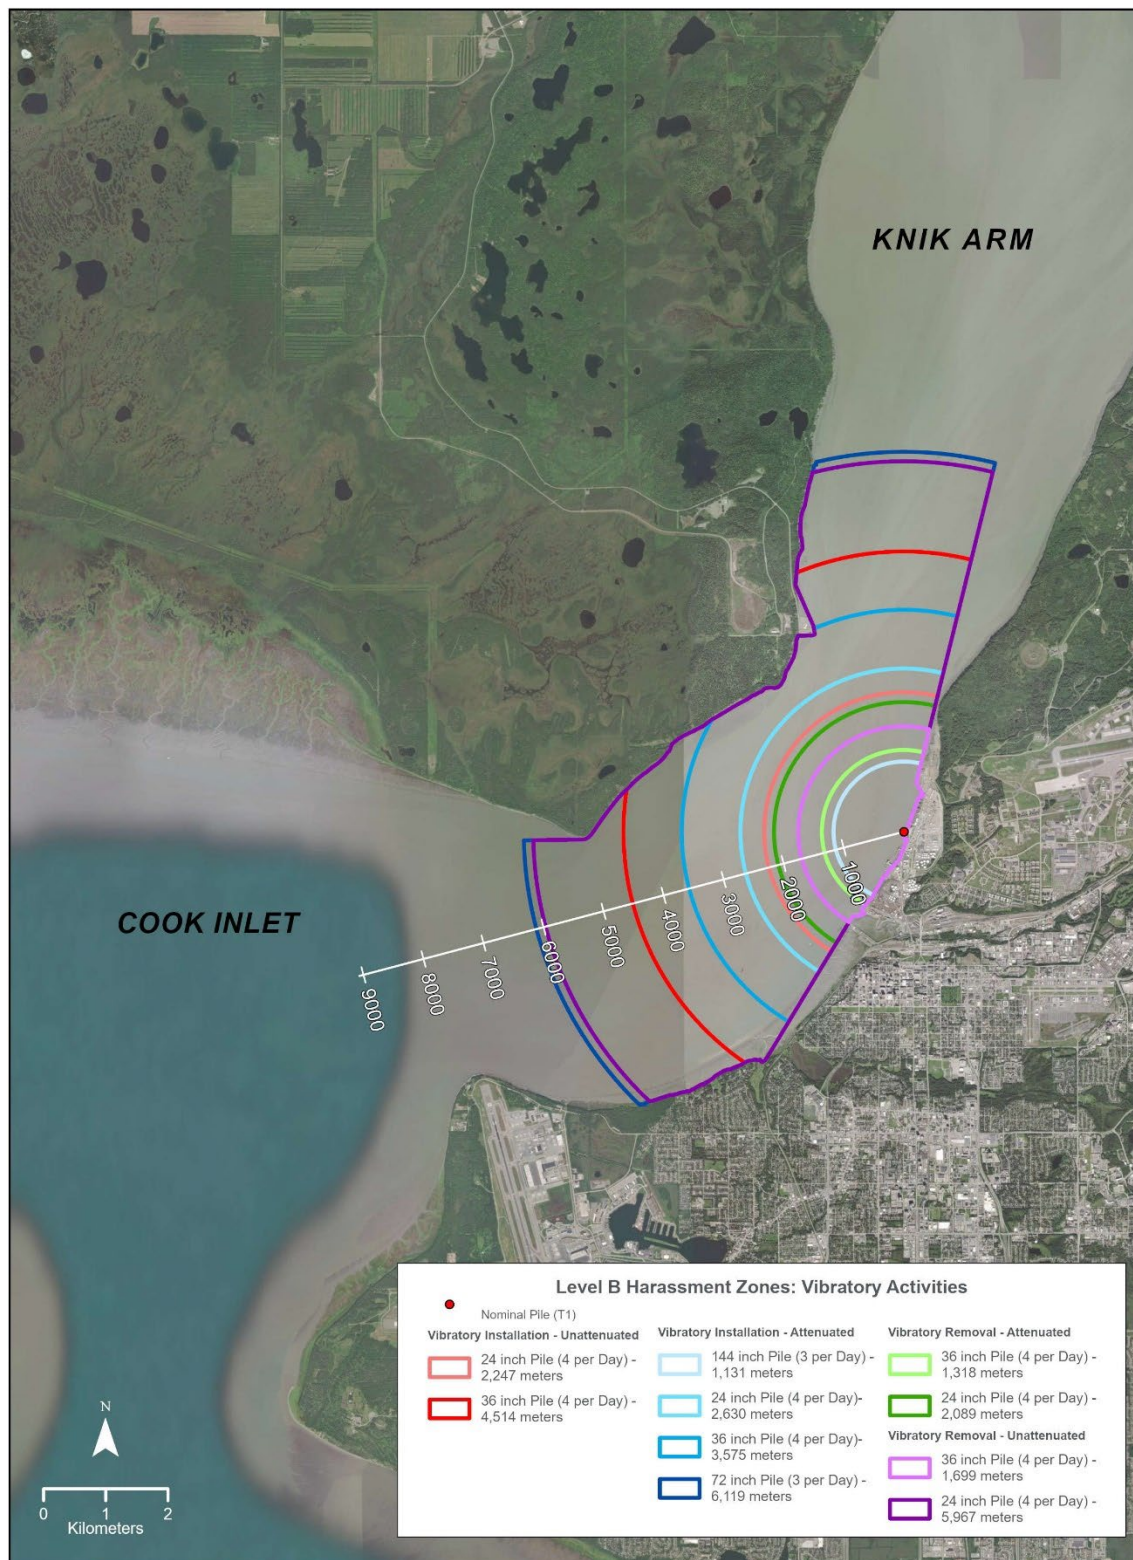 KNIK ARM
COOK INLET
1000
2000
3000
4000
5000
6000
7000
8000
9000
Level B Harassment Zones: Vibratory Activities
Nominal Pile (T1)
Vibratory Installation - Unattenuated
24 inch Pile (4 per Day) -
2,247 meters
36 inch Pile (4 per Day) -
4,514 meters
Vibratory Installation - Attenuated
144 inch Pile (3 per Day) -
1,131 meters
24 inch Pile (4 per Day)-
2,630 meters
36 inch Pile (4 per Day)-
3,575 meters
72 inch Pile (3 per Day) -
6,119 meters
Vibratory Removal - Attenuated
36 inch Pile (4 per Day) -
1,318 meters
24 inch Pile (4 per Day) -
2,089 meters
Vibratory Removal - Unattenuated
36 inch Pile (4 per Day) -
1,699 meters
24 inch Pile (4 per Day) -
5,967 meters
N
0 1 2
Kilometers